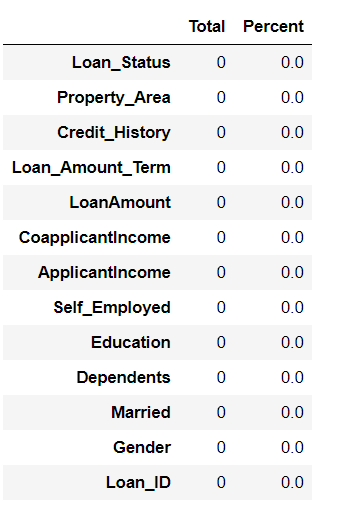 Total Percent
Loan_Status 0 0.0
Property_Area 0 0.0
Credit_History 0 0.0
Loan_Amount_Term 0 0.0
LoanAmount 0 0.0
CoapplicantIncome 0 0.0
ApplicantIncome 0 0.0
Self_Employed 0 0.0
Education 0 0.0
Dependents 0 0.0
Married 0 0.0
Gender 0 0.0
Loan_ID 0 0.0